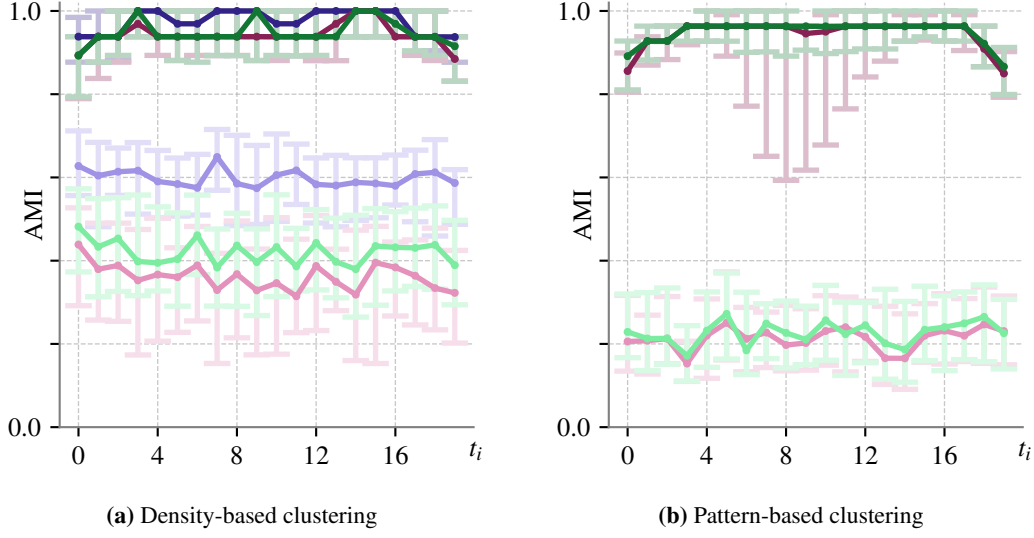 1.0
AMI
0.0
0 4 8 12 16 t_i
(a) Density-based clustering
1.0
AMI
0.0
0 4 8 12 16 t_i
(b) Pattern-based clustering